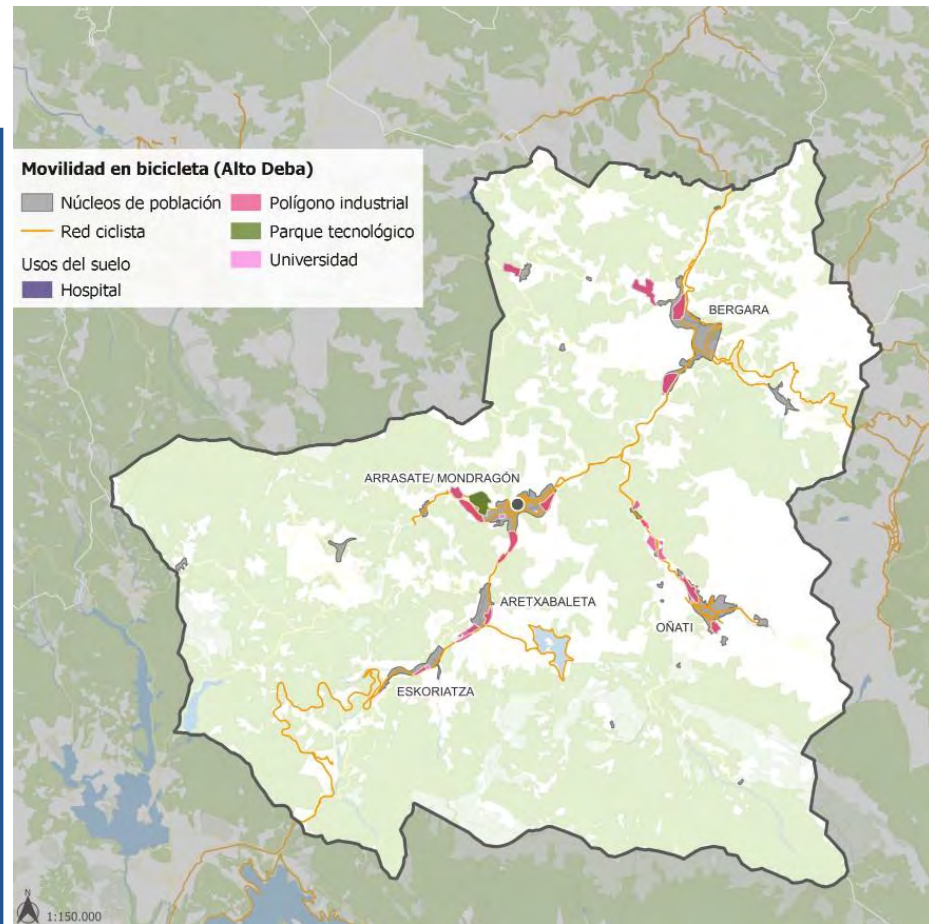 Movilidad en bicicleta (Alto Deba)
Núcleos de población
Polígono industrial
Red ciclista
Parque tecnológico
Usos del suelo
Universidad
Hospital
BERGARA
ARRASATE/ MONDRAGÓN
ARETXABALETA
OÑATI
ESKORIATZA
N
1:150.000